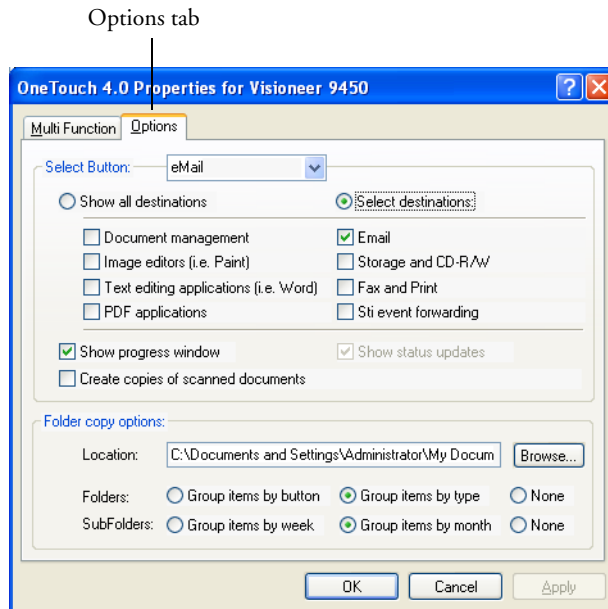 Options tab
OneTouch 4.0 Properties for Visioneer 9450
Multi Function Options
Select Button: eMail
Show all destinations Select destinations:
Document management Email
Image editors (i.e. Paint) Storage and CD-R/W
Text editing applications (i.e. Word) Fax and Print
PDF applications Sti event forwarding
Show progress window Show status updates
Create copies of scanned documents
Folder copy options:
Location: C:\Documents and Settings\Administrator\My Docum Browse...
Folders: Group items by button Group items by type None
SubFolders: Group items by week Group items by month None
OK Cancel Apply